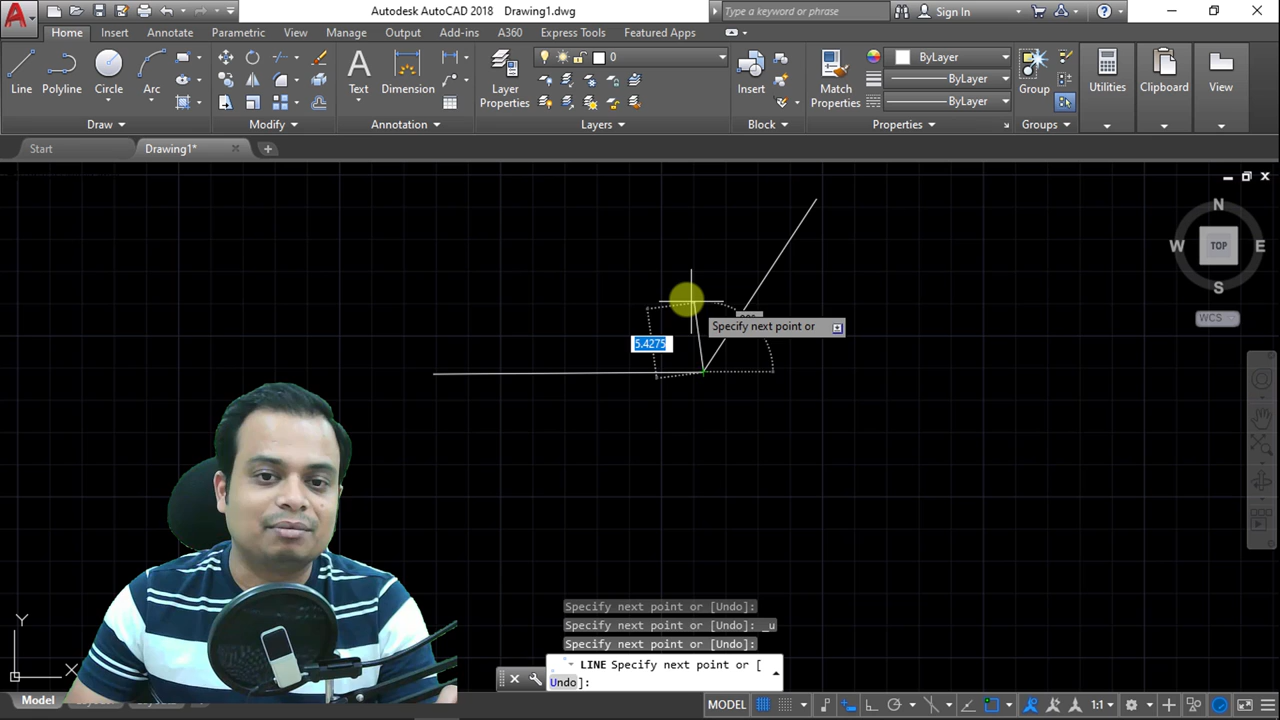 Autodesk AutoCAD 2018 Drawing1.dwg
Type a keyword or phrase
Sign In
Home Insert Annotate Parametric View Manage Output Add-ins A360 Express Tools Featured Apps
Line
Polyline
Circle
Arc
Text
Dimension
Layer
Properties
0
Insert
Match
Properties
ByLayer
ByLayer
ByLayer
Group
Utilities
Clipboard
View
Draw
Modify
Annotation
Layers
Block
Properties
Groups
Start
Drawing1*
N
W
TOP
E
S
WCS
Specify next point or
5.4275
Y
X
Specify next point or [Undo]:
Specify next point or [Undo]: _u
Specify next point or [Undo]:
LINE Specify next point or [
Undo]:
Model
MODEL
1:1